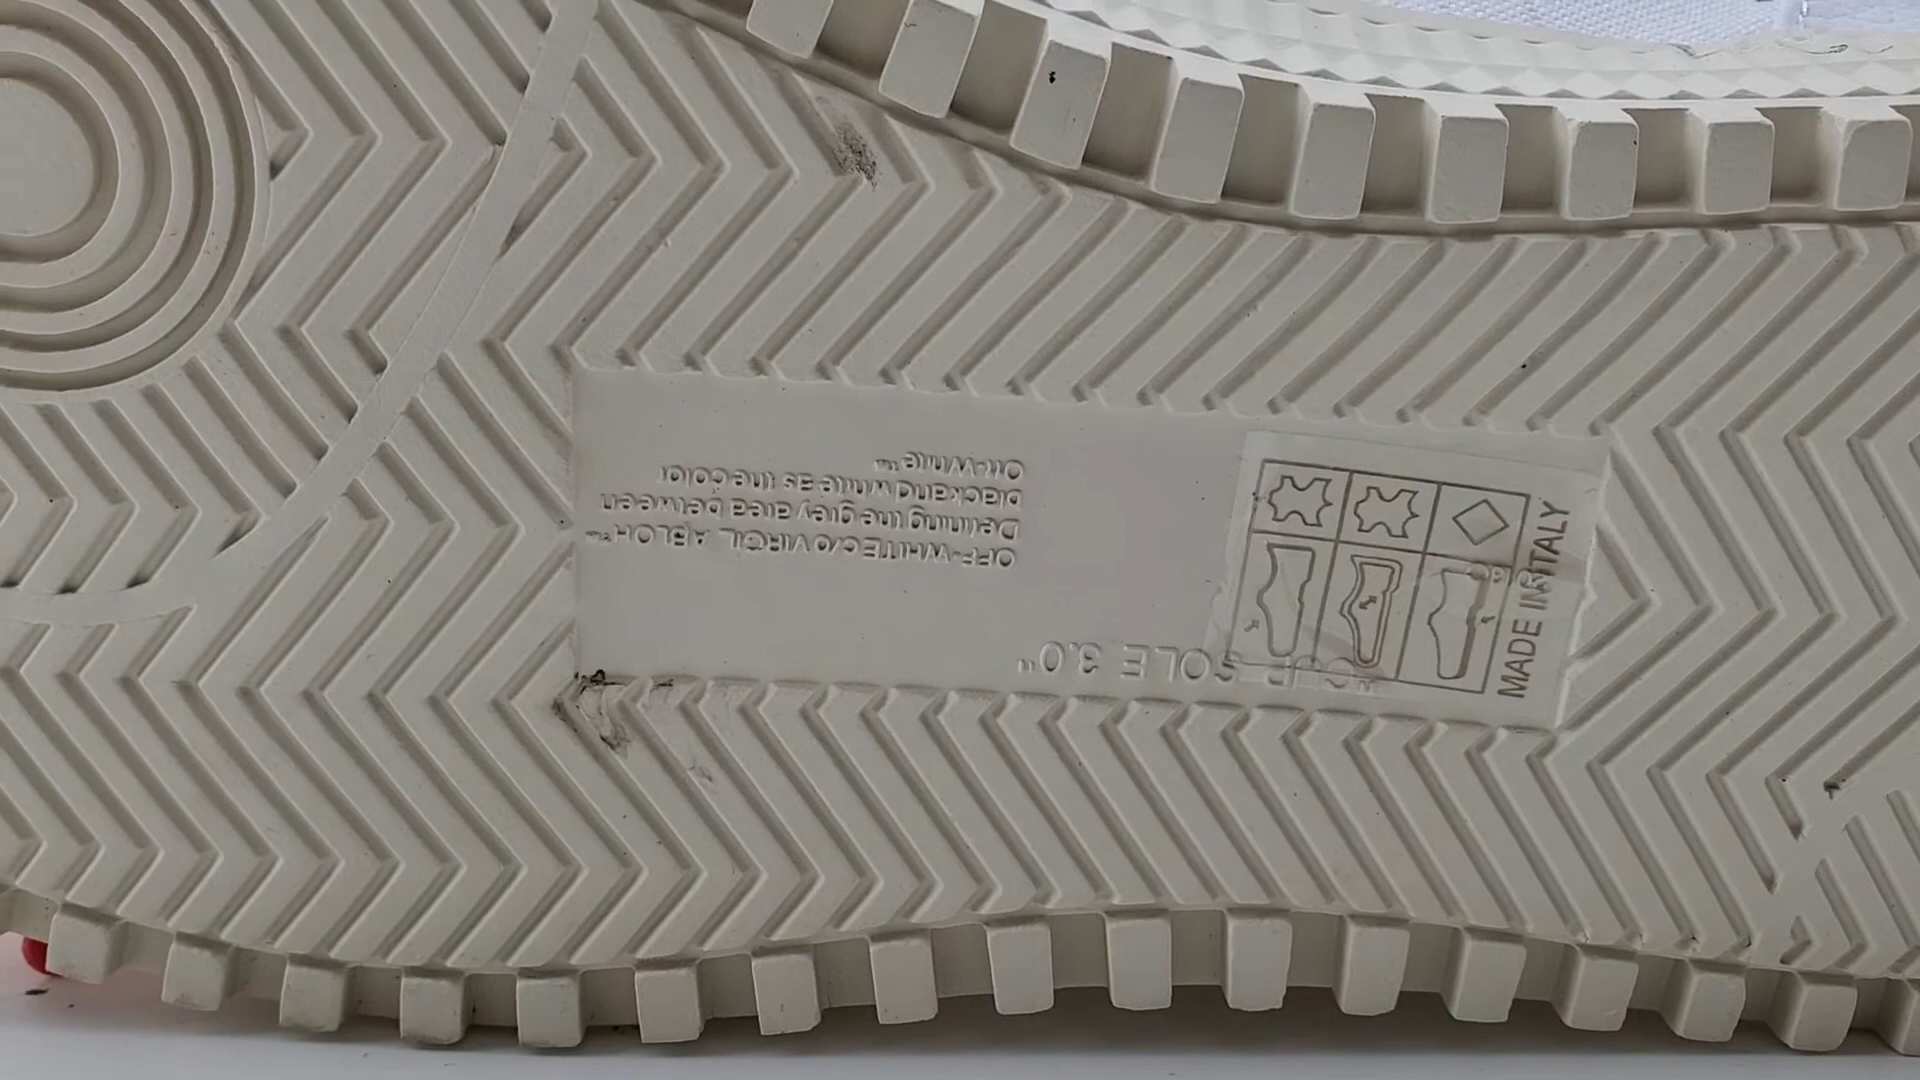 OFF-WHITE C/O VIRGIL ABLOH™
Defining the grey area between
black and white as the color
Off-White™
"CUP SOLE 3.0"
MADE IN ITALY